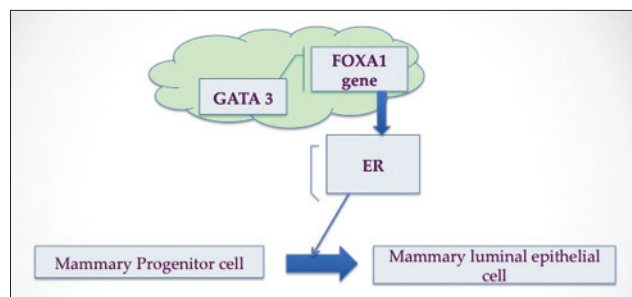 FOXA1
gene
GATA 3
ER
Mammary Progenitor cell
Mammary luminal epithelial
cell